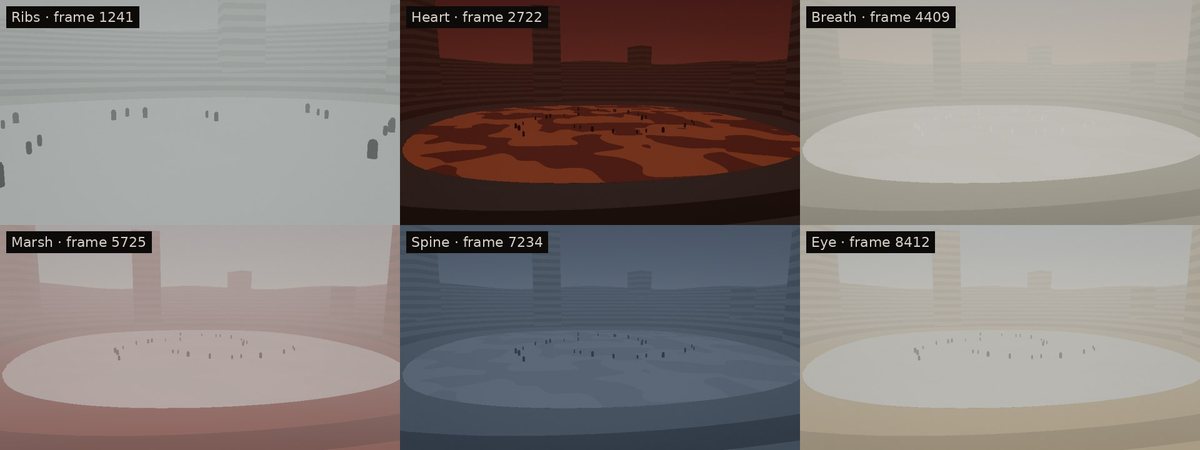 Ribs · frame 1241
Heart · frame 2722
Breath · frame 4409
Marsh · frame 5725
Spine · frame 7234
Eye · frame 8412